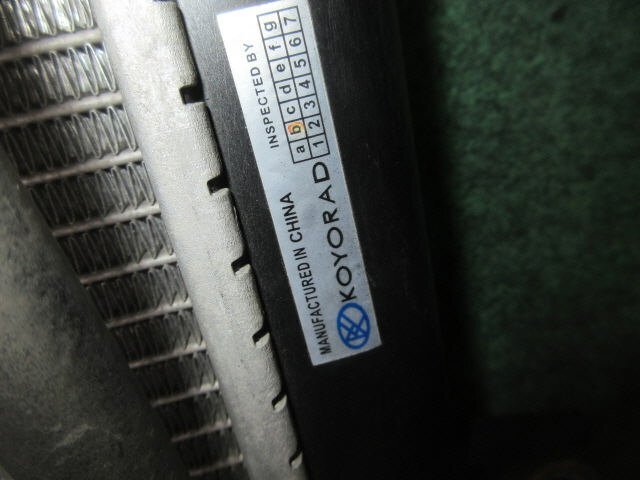 MANUFACTURED IN CHINA
KOYORAD
INSPECTED BY
a b c d e f g
1 2 3 4 5 6 7